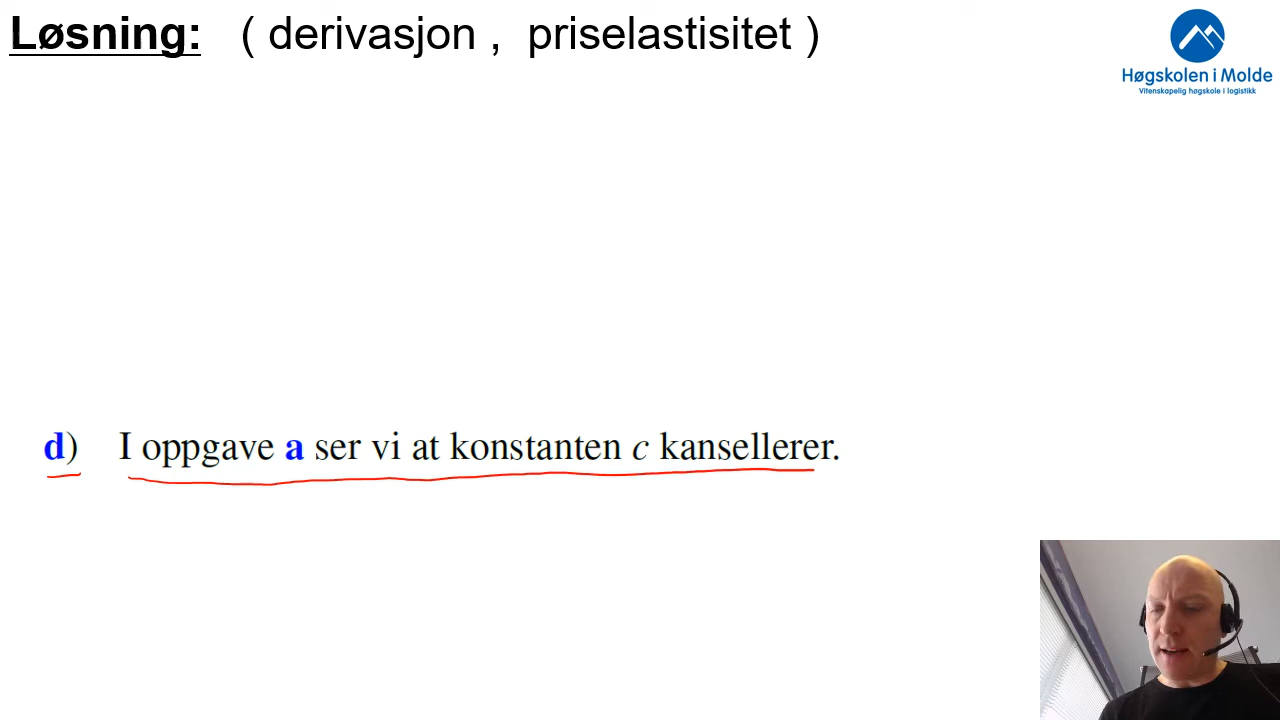 Løsning: ( derivasjon , priselastisitet )
Høgskolen i Molde
Vitenskapelig høgskole i logistikk
d) I oppgave a ser vi at konstanten c kansellerer.